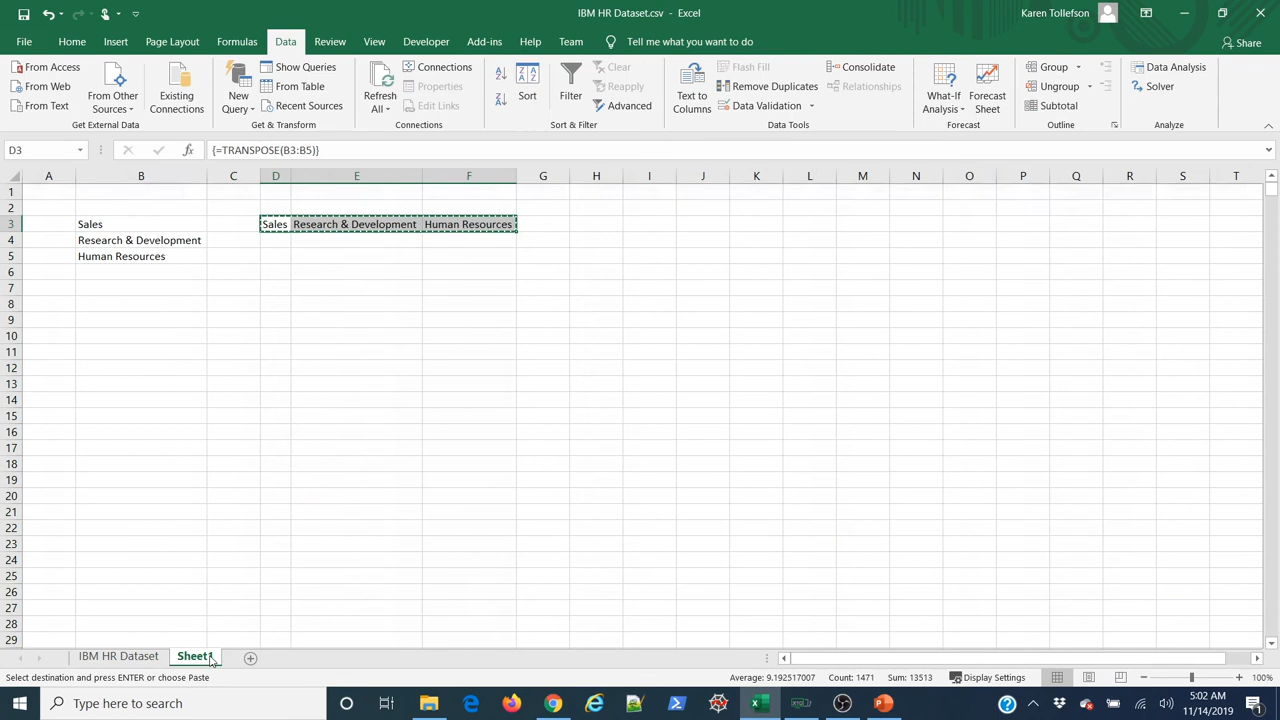 IBM HR Dataset.csv - Excel
Karen Tollefson
File Home Insert Page Layout Formulas Data Review View Developer Add-ins Help Team Tell me what you want to do Share
From Access
From Web
From Text
From Other Sources
Existing Connections
Get External Data
New Query
Show Queries
From Table
Recent Sources
Get & Transform
Refresh All
Connections
Properties
Edit Links
Connections
Sort
Filter
Clear
Reapply
Advanced
Sort & Filter
Text to Columns
Flash Fill
Remove Duplicates
Data Validation
Consolidate
Relationships
Data Tools
What-If Analysis
Forecast Sheet
Forecast
Group
Ungroup
Subtotal
Outline
Data Analysis
Solver
Analyze
D3 fx {=TRANSPOSE(B3:B5)}
A B C D E F G H I J K L M N O P Q R S T
1
2
3 Sales Sales Research & Development Human Resources
4 Research & Development
5 Human Resources
6
7
8
9
10
11
12
13
14
15
16
17
18
19
20
21
22
23
24
25
26
27
28
29
IBM HR Dataset Sheet1
Select destination and press ENTER or choose Paste Average: 9.192517007 Count: 1471 Sum: 13513 Display Settings 100%
Type here to search
5:02 AM
11/14/2019